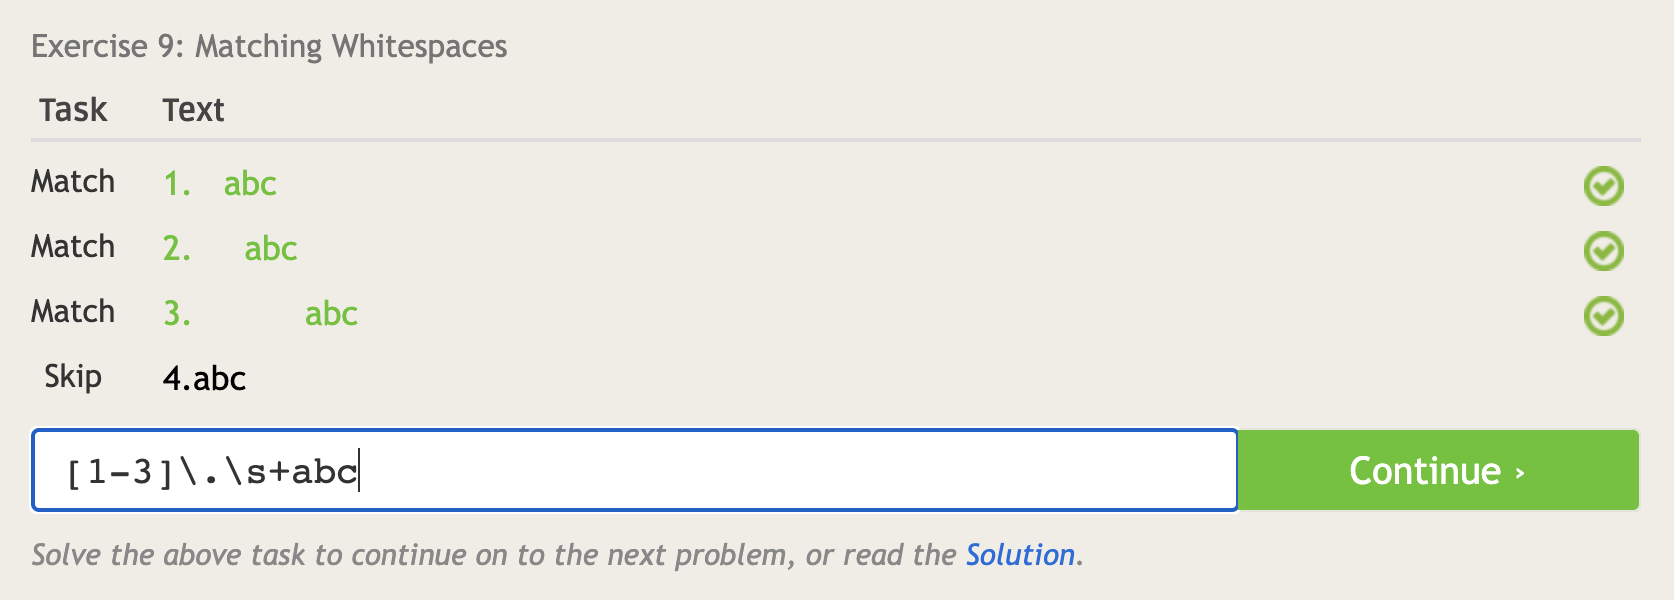 Exercise 9: Matching Whitespaces
Task Text
Match 1.   abc
Match 2.     abc
Match 3.           abc
Skip 4.abc
[1-3]\.\s+abc Continue ›
Solve the above task to continue on to the next problem, or read the Solution.